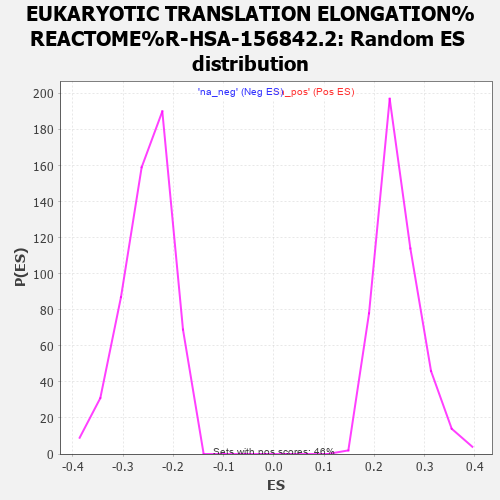 EUKARYOTIC TRANSLATION ELONGATION%
REACTOME%R-HSA-156842.2: Random ES
distribution
'na_neg' (Neg ES)
_pos' (Pos ES)
200
180
160
140
120
100
80
60
40
20
0
P(ES)
Sets with pos scores: 46%
-0.4 -0.3 -0.2 -0.1 0.0 0.1 0.2 0.3 0.4
ES